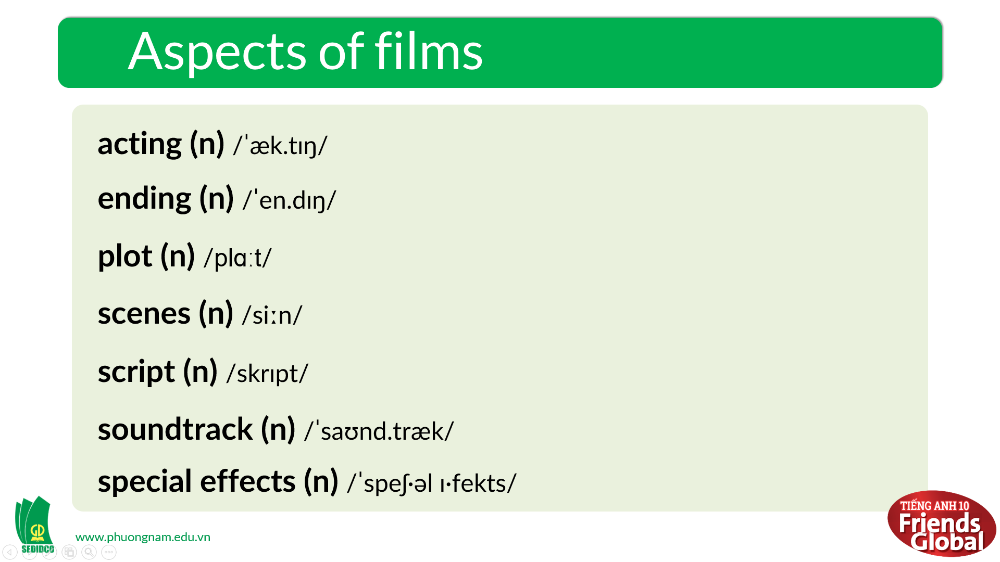 Aspects of films
acting (n) /ˈæk.tɪŋ/
ending (n) /ˈen.dɪŋ/
plot (n) /plɑːt/
scenes (n) /siːn/
script (n) /skrɪpt/
soundtrack (n) /ˈsaʊnd.træk/
special effects (n) /ˈspeʃ·əl ɪ·fekts/
GD
SEDIDCO
www.phuongnam.edu.vn
TIẾNG ANH 10
Friends
Global